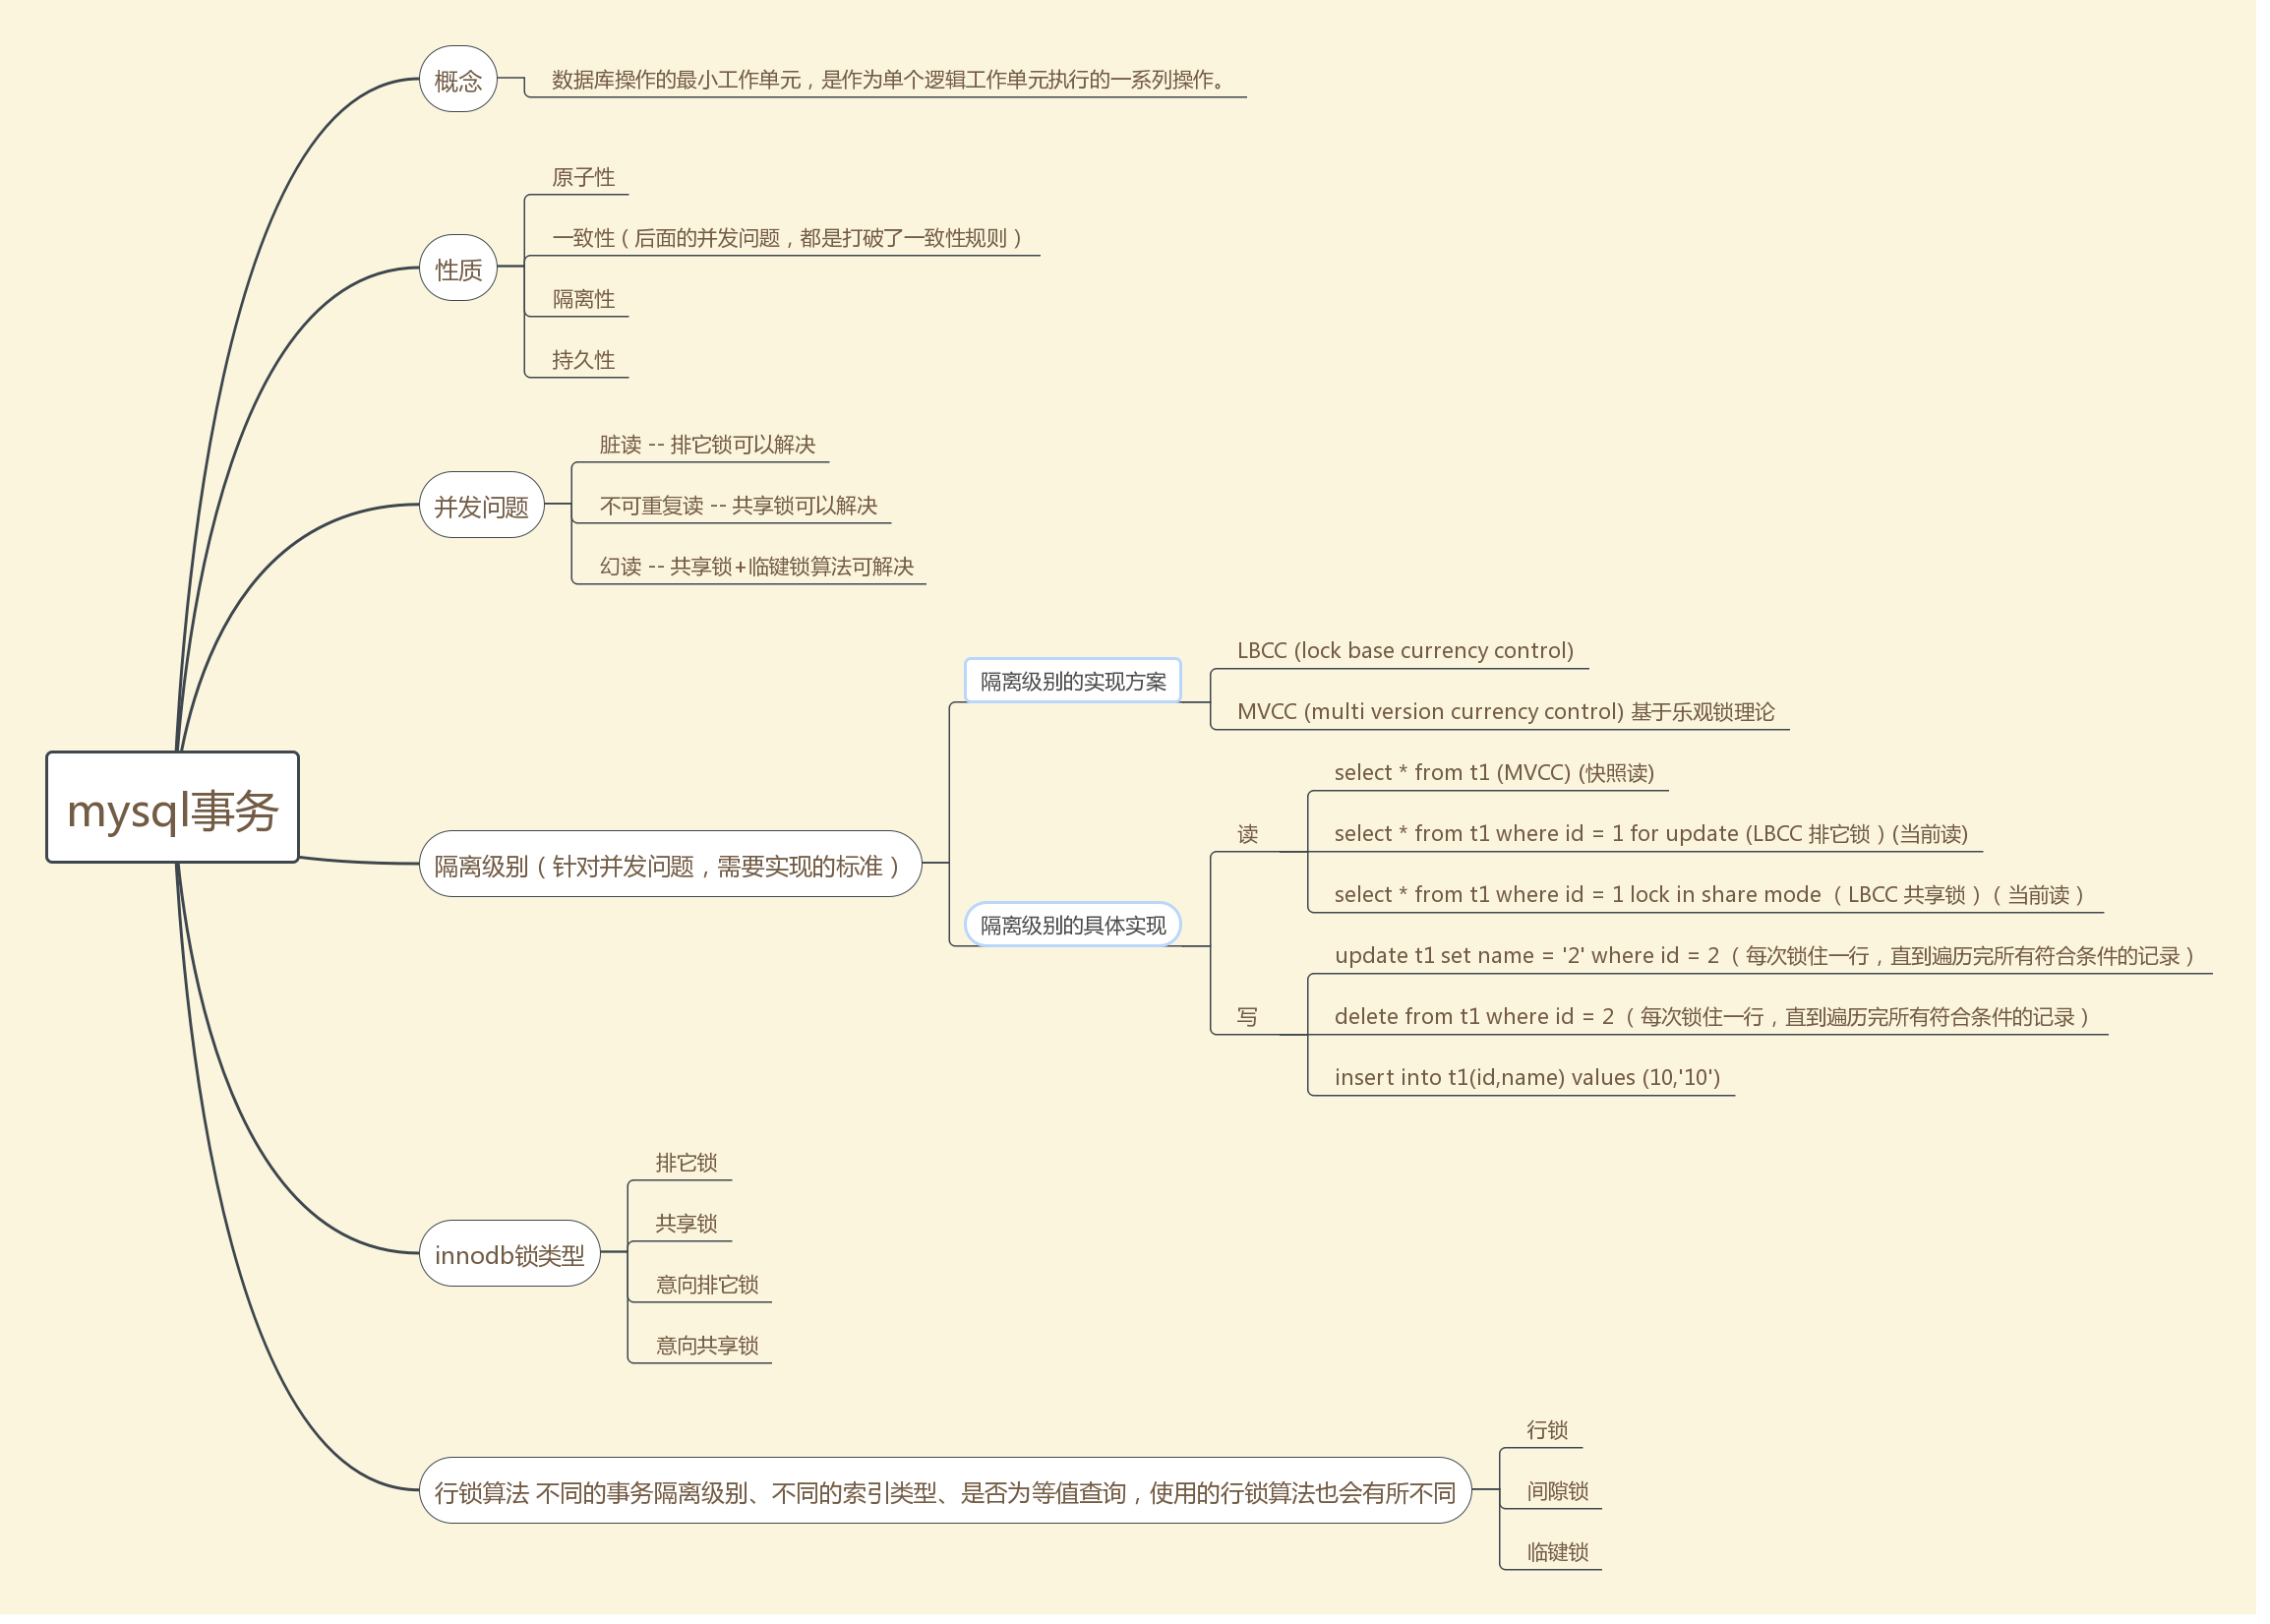 概念
数据库操作的最小工作单元，是作为单个逻辑工作单元执行的一系列操作。
性质
原子性
一致性（后面的并发问题，都是打破了一致性规则）
隔离性
持久性
并发问题
脏读 -- 排它锁可以解决
不可重复读 -- 共享锁可以解决
幻读 -- 共享锁+临键锁算法可解决
mysql事务
隔离级别（针对并发问题，需要实现的标准）
隔离级别的实现方案
LBCC (lock base currency control)
MVCC (multi version currency control) 基于乐观锁理论
隔离级别的具体实现
读
select * from t1 (MVCC) (快照读)
select * from t1 where id = 1 for update (LBCC 排它锁）(当前读)
select * from t1 where id = 1 lock in share mode （LBCC 共享锁）（当前读）
写
update t1 set name = '2' where id = 2（每次锁住一行，直到遍历完所有符合条件的记录）
delete from t1 where id = 2（每次锁住一行，直到遍历完所有符合条件的记录）
insert into t1(id,name) values (10,'10')
innodb锁类型
排它锁
共享锁
意向排它锁
意向共享锁
行锁算法 不同的事务隔离级别、不同的索引类型、是否为等值查询，使用的行锁算法也会有所不同
行锁
间隙锁
临键锁